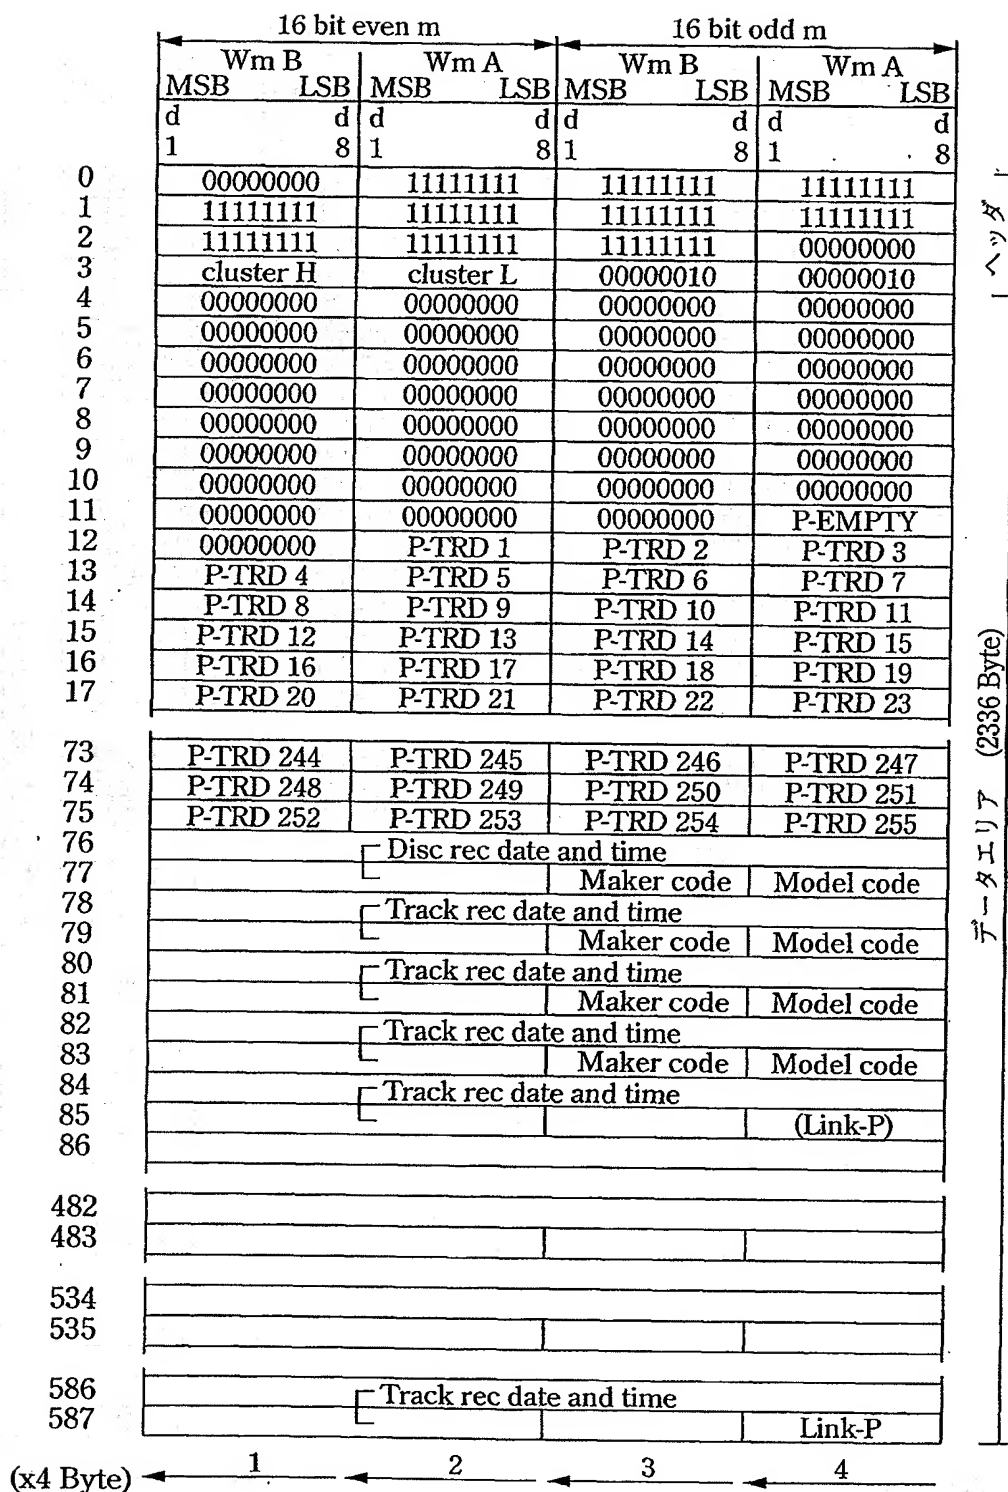 16 bit even m 16 bit odd m
Wm B Wm A Wm B Wm A
MSB LSB MSB LSB MSB LSB MSB LSB
d d d d d d d d
1 8 1 8 1 8 1 8
0 00000000 11111111 11111111 11111111
1 11111111 11111111 11111111 11111111
2 11111111 11111111 11111111 00000000
3 cluster H cluster L 00000010 00000010
4 00000000 00000000 00000000 00000000
5 00000000 00000000 00000000 00000000
6 00000000 00000000 00000000 00000000
7 00000000 00000000 00000000 00000000
8 00000000 00000000 00000000 00000000
9 00000000 00000000 00000000 00000000
10 00000000 00000000 00000000 00000000
11 00000000 00000000 00000000 P-EMPTY
12 00000000 P-TRD 1 P-TRD 2 P-TRD 3
13 P-TRD 4 P-TRD 5 P-TRD 6 P-TRD 7
14 P-TRD 8 P-TRD 9 P-TRD 10 P-TRD 11
15 P-TRD 12 P-TRD 13 P-TRD 14 P-TRD 15
16 P-TRD 16 P-TRD 17 P-TRD 18 P-TRD 19
17 P-TRD 20 P-TRD 21 P-TRD 22 P-TRD 23
73 P-TRD 244 P-TRD 245 P-TRD 246 P-TRD 247
74 P-TRD 248 P-TRD 249 P-TRD 250 P-TRD 251
75 P-TRD 252 P-TRD 253 P-TRD 254 P-TRD 255
76 Disc rec date and time
77 Maker code Model code
78 Track rec date and time
79 Maker code Model code
80 Track rec date and time
81 Maker code Model code
82 Track rec date and time
83 Maker code Model code
84 Track rec date and time
85 (Link-P)
86
482
483
534
535
586 Track rec date and time
587 Link-P
(x4 Byte) 1 2 3 4
ヘッダ
データエリア (2336 Byte)